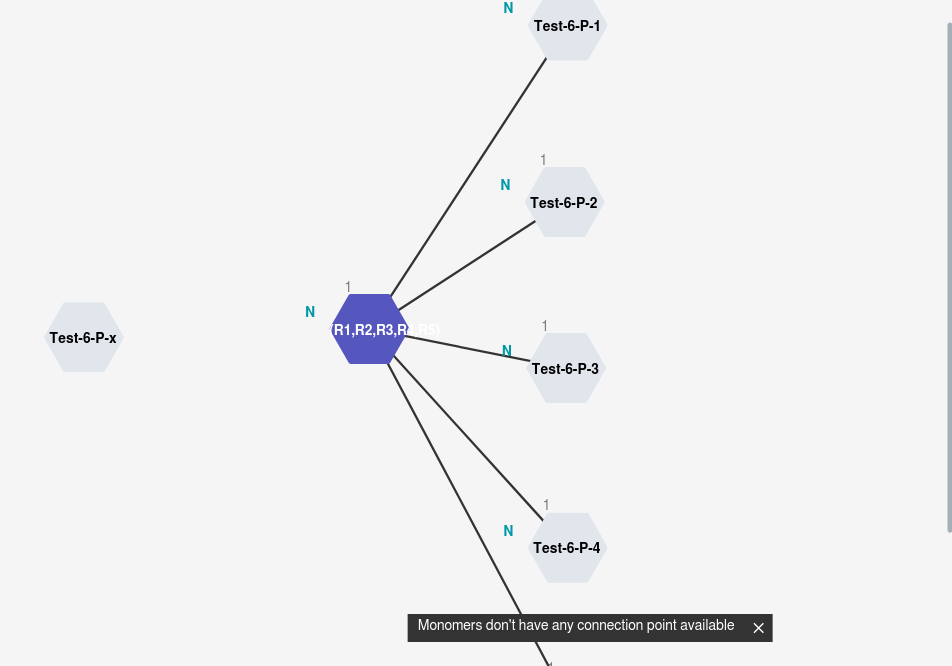 N
Test-6-P-1
1
N
Test-6-P-2
1
N
(R1,R2,R3,R4,R5)
Test-6-P-x
1
N
Test-6-P-3
1
N
Test-6-P-4
Monomers don't have any connection point available